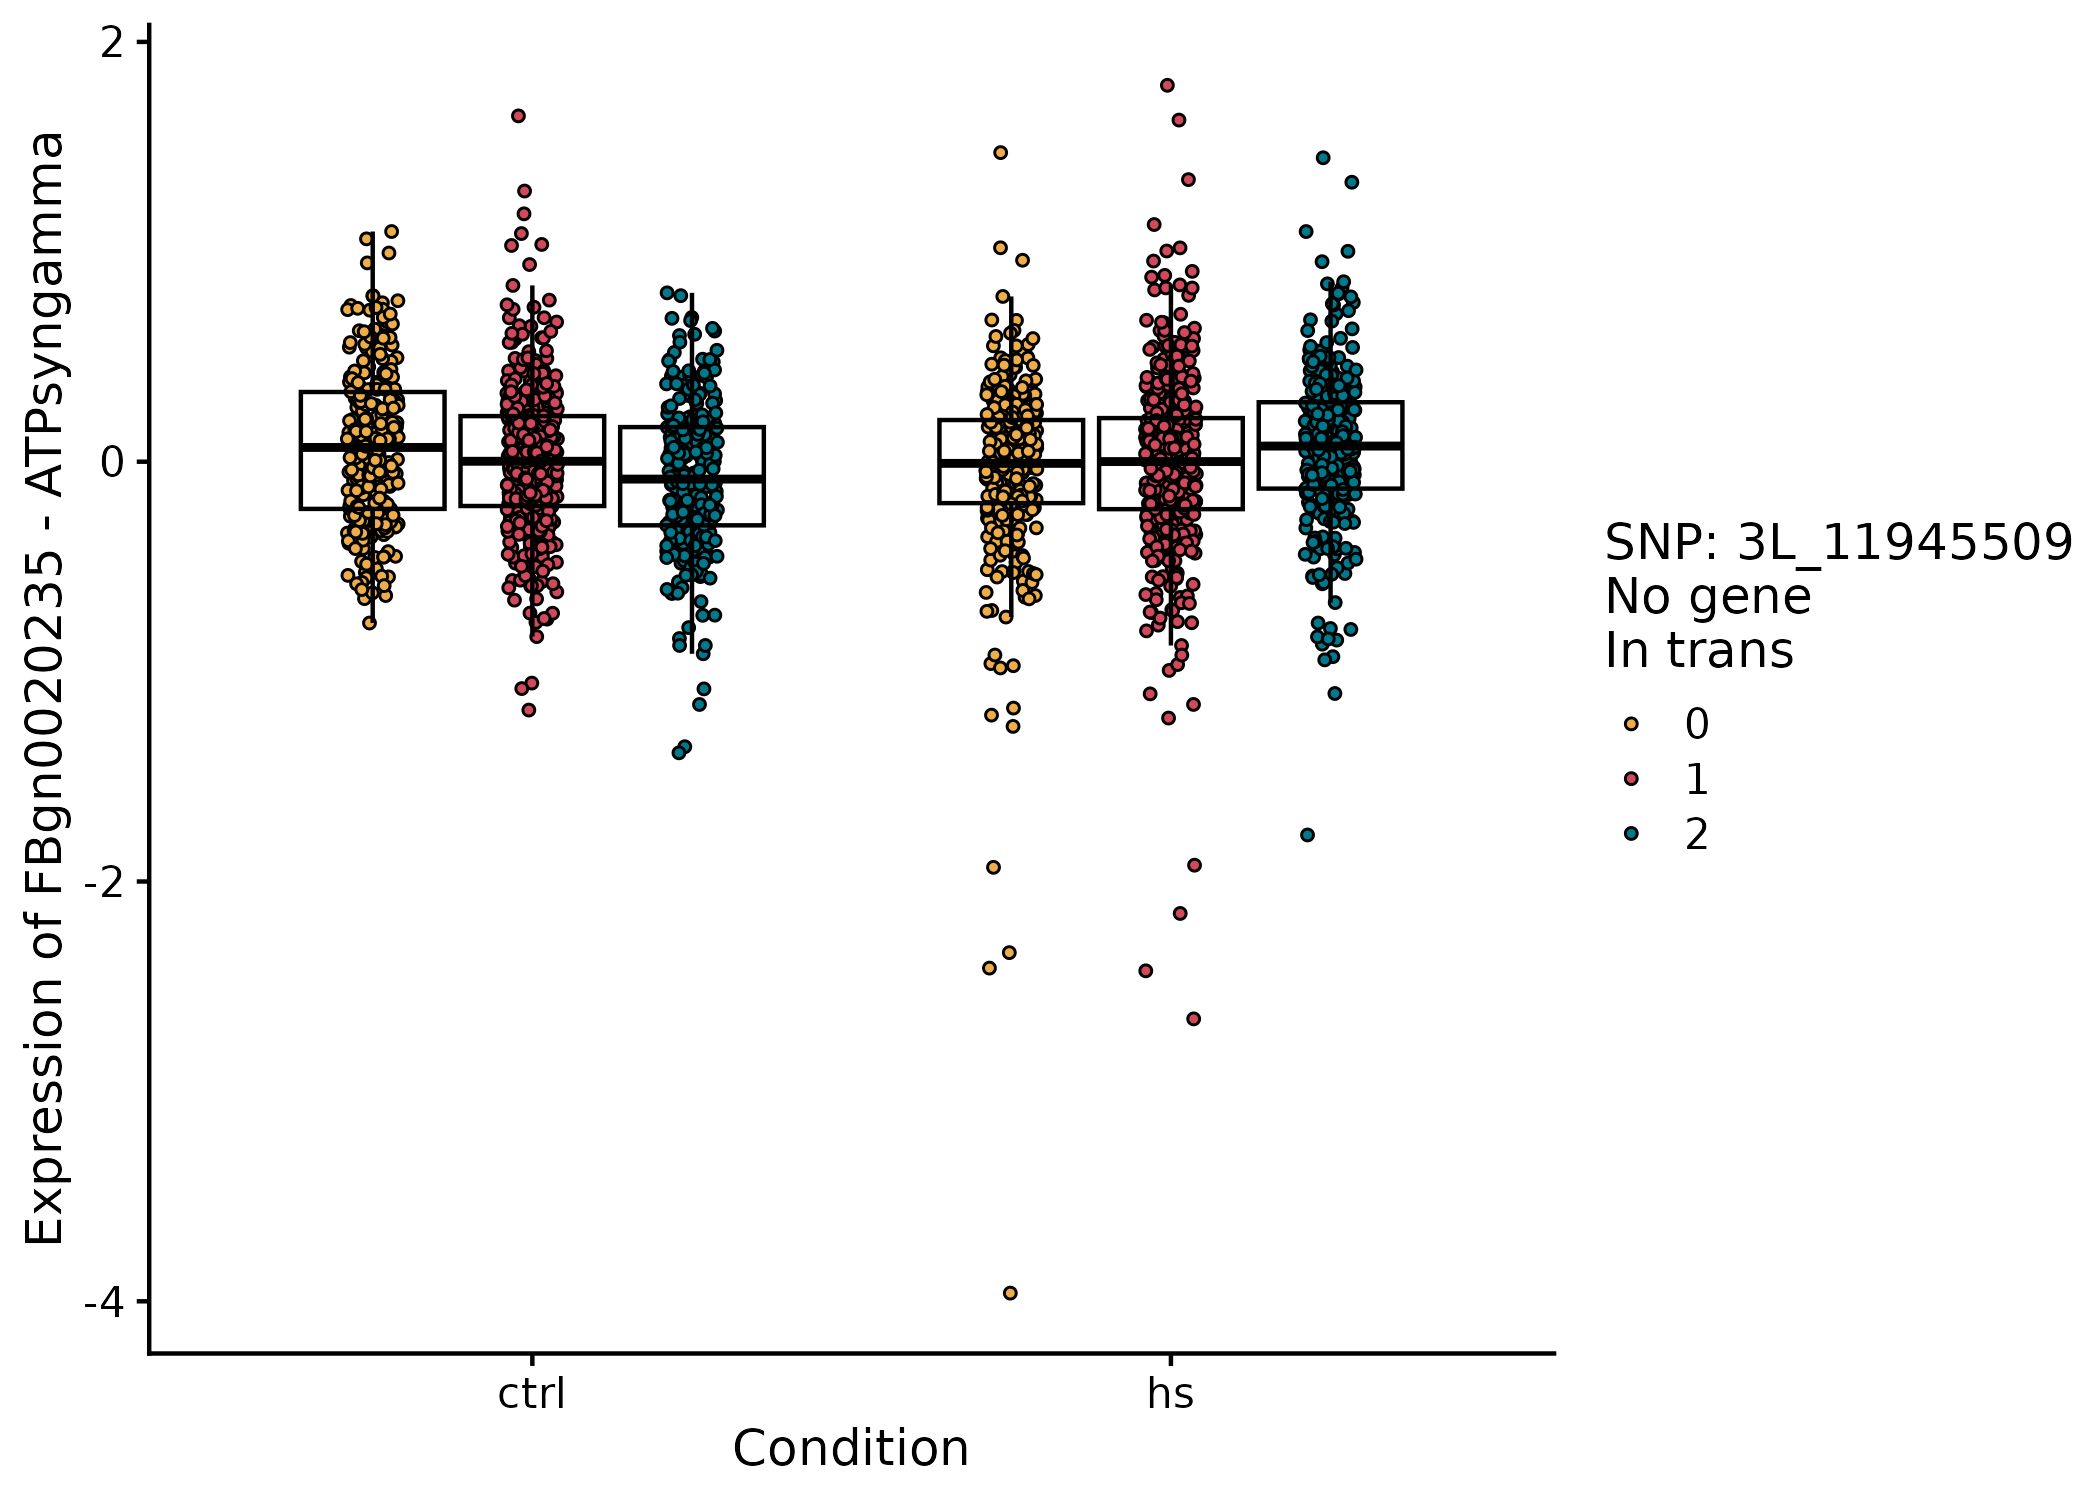 Expression of FBgn0020235 - ATPsyngamma
2
0
-2
-4
ctrl
hs
Condition
SNP: 3L_11945509
No gene
In trans
0
1
2